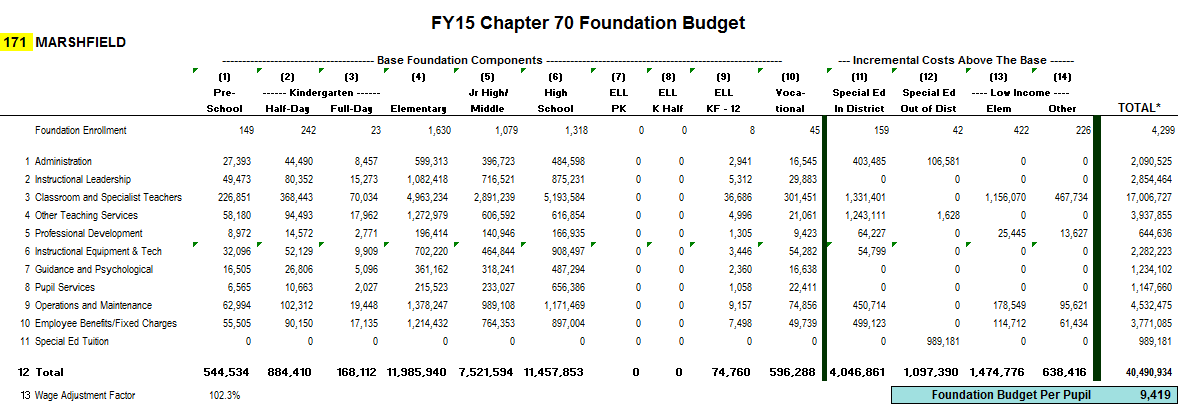 FY15 Chapter 70 Foundation Budget
171 MARSHFIELD
--- Base Foundation Components --- --- Incremental Costs Above The Base ---
(1) (2) (3) (4) (5) (6) (7) (8) (9) (10) (11) (12) (13) (14)
Pre- ------ Kindergarten ------ Jr High/ High ELL ELL ELL Voca- Special Ed Special Ed ---- Low Income ----
School Half-Day Full-Day Elementary Middle School PK K Half KF - 12 tional In District Out of Dist Elem Other TOTAL*
Foundation Enrollment 149 242 23 1,630 1,079 1,318 0 0 8 45 159 42 422 226 4,299
1 Administration 27,393 44,490 8,457 599,313 396,723 484,598 0 0 2,941 16,545 403,485 106,581 0 0 2,090,525
2 Instructional Leadership 49,473 80,352 15,273 1,082,418 716,521 875,231 0 0 5,312 29,883 0 0 0 0 2,854,464
3 Classroom and Specialist Teachers 226,851 368,443 70,034 4,963,234 2,891,239 5,193,584 0 0 36,686 301,451 1,331,401 0 1,156,070 467,734 17,006,727
4 Other Teaching Services 58,180 94,493 17,962 1,272,979 606,592 616,854 0 0 4,996 21,061 1,243,111 1,628 0 0 3,937,855
5 Professional Development 8,972 14,572 2,771 196,414 140,946 166,935 0 0 1,305 9,423 64,227 0 25,445 13,627 644,636
6 Instructional Equipment & Tech 32,096 52,129 9,909 702,220 464,844 908,497 0 0 3,446 54,282 54,799 0 0 0 2,282,223
7 Guidance and Psychological 16,505 26,806 5,096 361,162 318,241 487,294 0 0 2,360 16,638 0 0 0 0 1,234,102
8 Pupil Services 6,565 10,663 2,027 215,523 233,027 656,386 0 0 1,058 22,411 0 0 0 0 1,147,660
9 Operations and Maintenance 62,994 102,312 19,448 1,378,247 989,108 1,171,469 0 0 9,157 74,856 450,714 0 178,549 95,621 4,532,475
10 Employee Benefits/Fixed Charges 55,505 90,150 17,135 1,214,432 764,353 897,004 0 0 7,498 49,739 499,123 0 114,712 61,434 3,771,085
11 Special Ed Tuition 0 0 0 0 0 0 0 0 0 0 0 989,181 0 0 989,181
12 Total 544,534 884,410 168,112 11,985,940 7,521,594 11,457,853 0 0 74,760 596,288 4,046,861 1,097,390 1,474,776 638,416 40,490,934
13 Wage Adjustment Factor 102.3% Foundation Budget Per Pupil 9,419